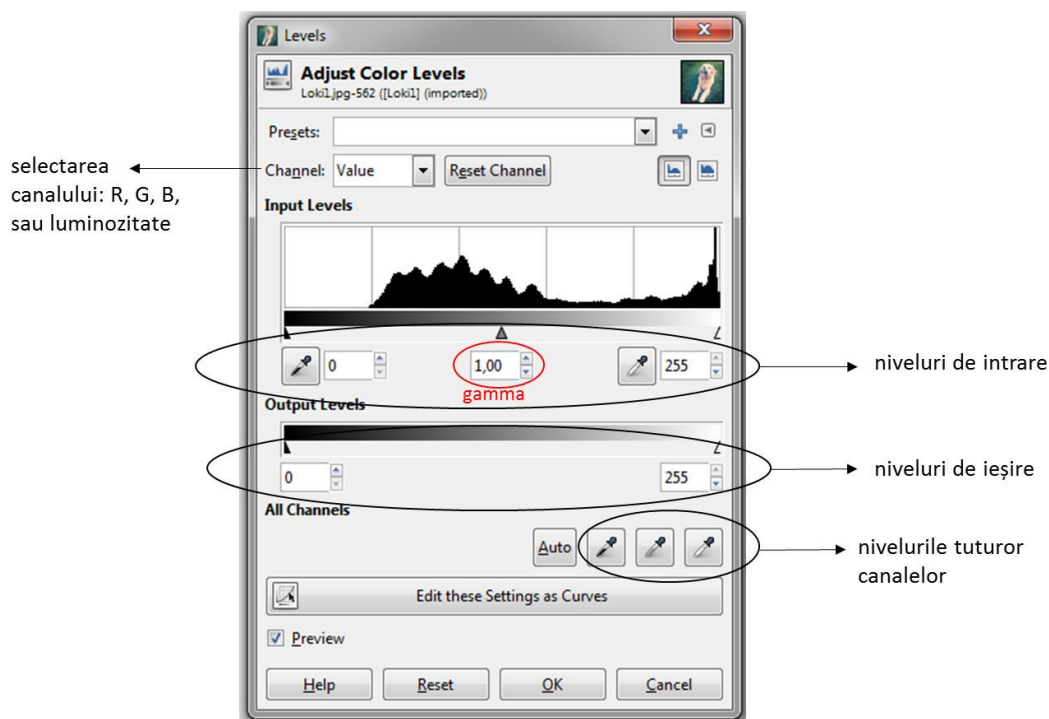 Levels
Adjust Color Levels
Loki1.jpg-562 ([Loki1] (imported))
Presets:
Channel: Value Reset Channel
selectarea
canalului: R, G, B,
sau luminozitate
Input Levels
0 1,00 255
gamma
niveluri de intrare
Output Levels
0 255
niveluri de ieșire
All Channels
Auto
nivelurile tuturor
canalelor
Edit these Settings as Curves
Preview
Help Reset OK Cancel